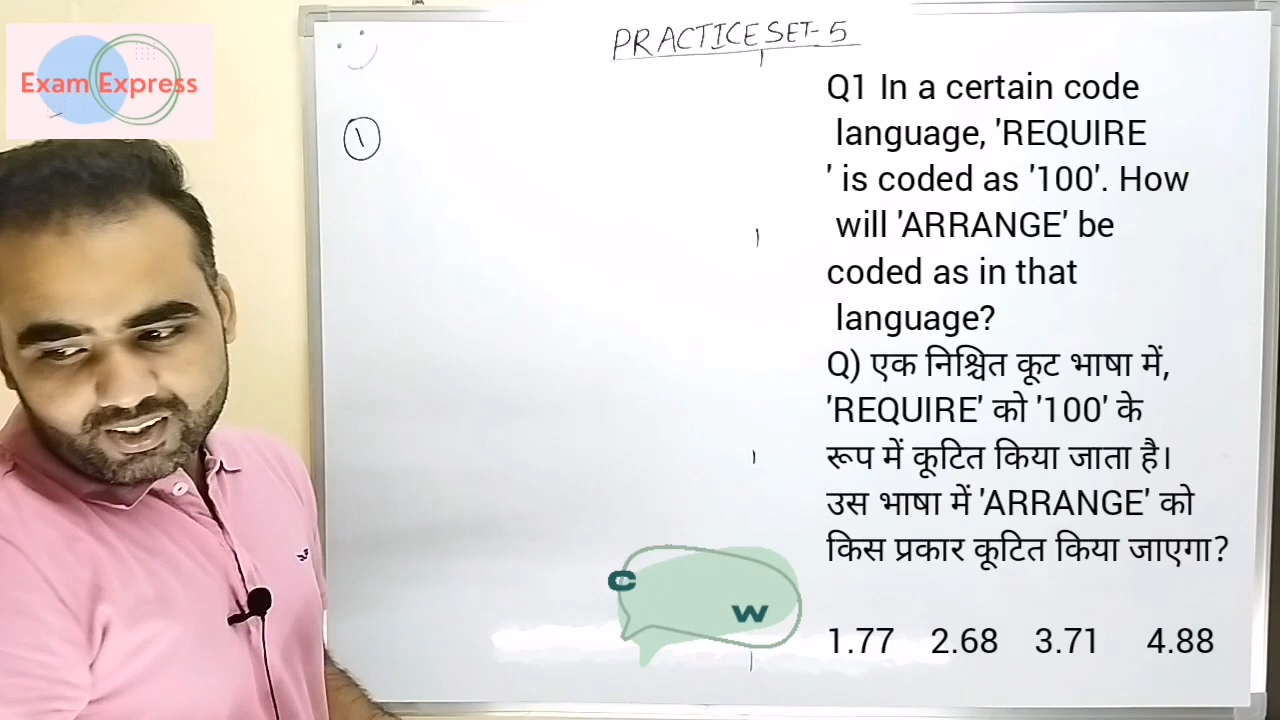 Exam Express
PRACTICE SET-5
1
Q1 In a certain code
language, 'REQUIRE
' is coded as '100'. How
will 'ARRANGE' be
coded as in that
language?
Q) एक निश्चित कूट भाषा में,
'REQUIRE' को '100' के
रूप में कूटित किया जाता है।
उस भाषा में 'ARRANGE' को
किस प्रकार कूटित किया जाएगा?
C
W
1.77 2.68 3.71 4.88